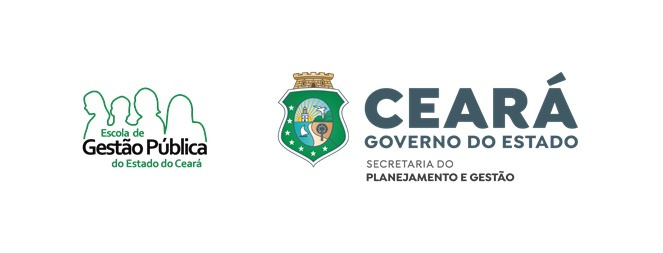 Escola de
Gestão Pública
do Estado do Ceará
CEARÁ
GOVERNO DO ESTADO
SECRETARIA DO
PLANEJAMENTO E GESTÃO